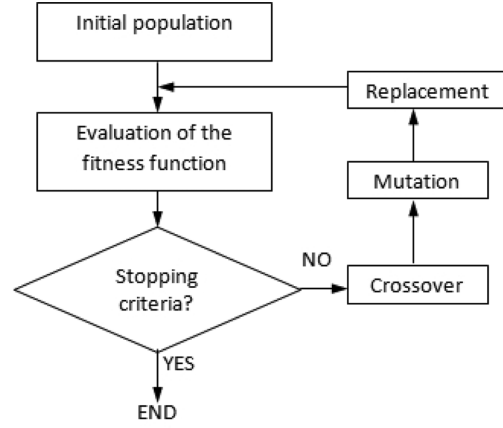 Initial population
Replacement
Evaluation of the
fitness function
Mutation
NO
Stopping
criteria?
Crossover
YES
END